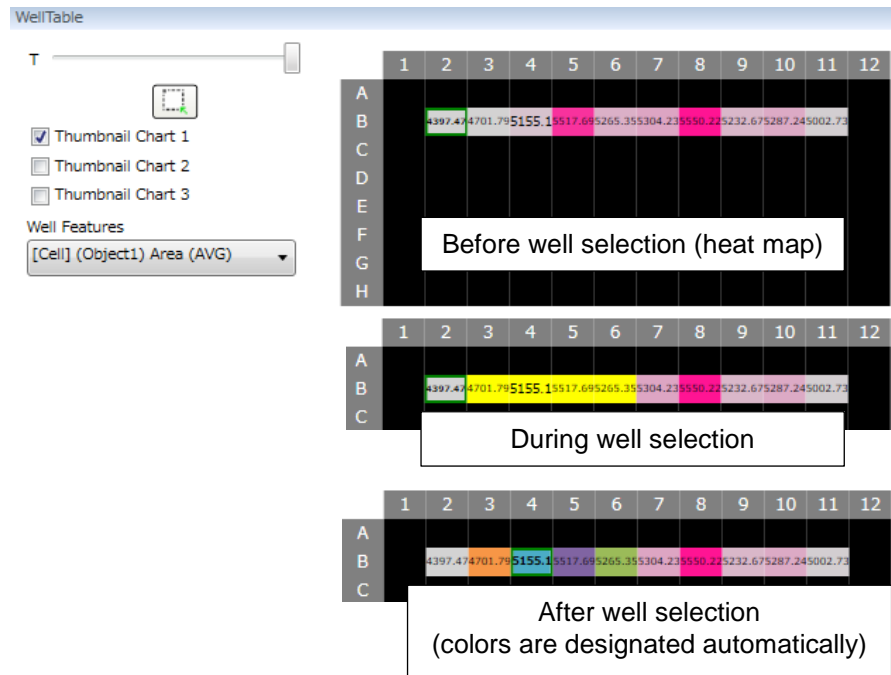 WellTable
T
Thumbnail Chart 1
Thumbnail Chart 2
Thumbnail Chart 3
Well Features
[Cell] (Object1) Area (AVG)
1 2 3 4 5 6 7 8 9 10 11 12
A
B 4397.47 4701.79 5155.1 5517.69 5265.35 5304.23 5550.22 5232.67 5287.24 5002.73
C
D
E
F
G
H
Before well selection (heat map)
1 2 3 4 5 6 7 8 9 10 11 12
A
B 4397.47 4701.79 5155.1 5517.69 5265.35 5304.23 5550.22 5232.67 5287.24 5002.73
C
During well selection
1 2 3 4 5 6 7 8 9 10 11 12
A
B 4397.47 4701.79 5155.1 5517.69 5265.35 5304.23 5550.22 5232.67 5287.24 5002.73
C
After well selection
(colors are designated automatically)